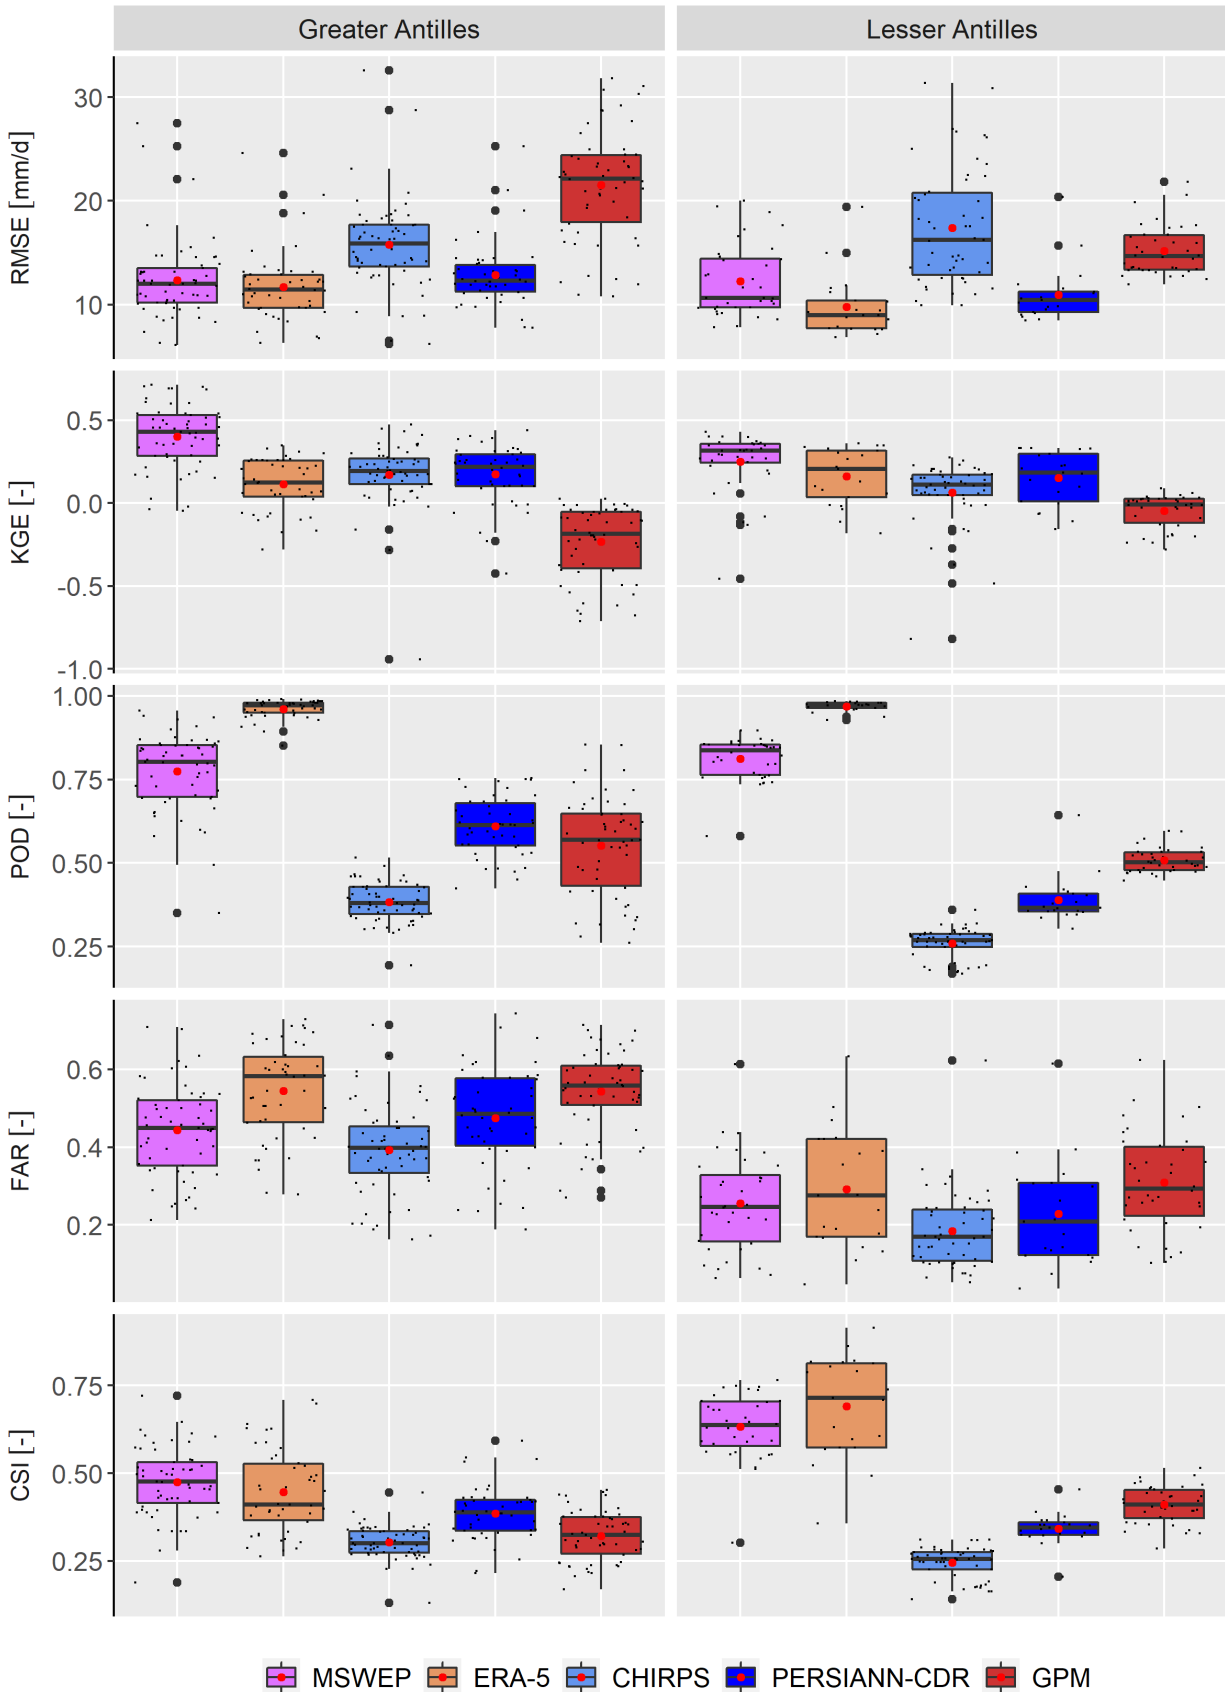 Greater Antilles
Lesser Antilles
RMSE [mm/d]
30
20
10
KGE [-]
0.5
0.0
-0.5
-1.0
POD [-]
1.00
0.75
0.50
0.25
FAR [-]
0.6
0.4
0.2
CSI [-]
0.75
0.50
0.25
MSWEP ERA-5 CHIRPS PERSIANN-CDR GPM